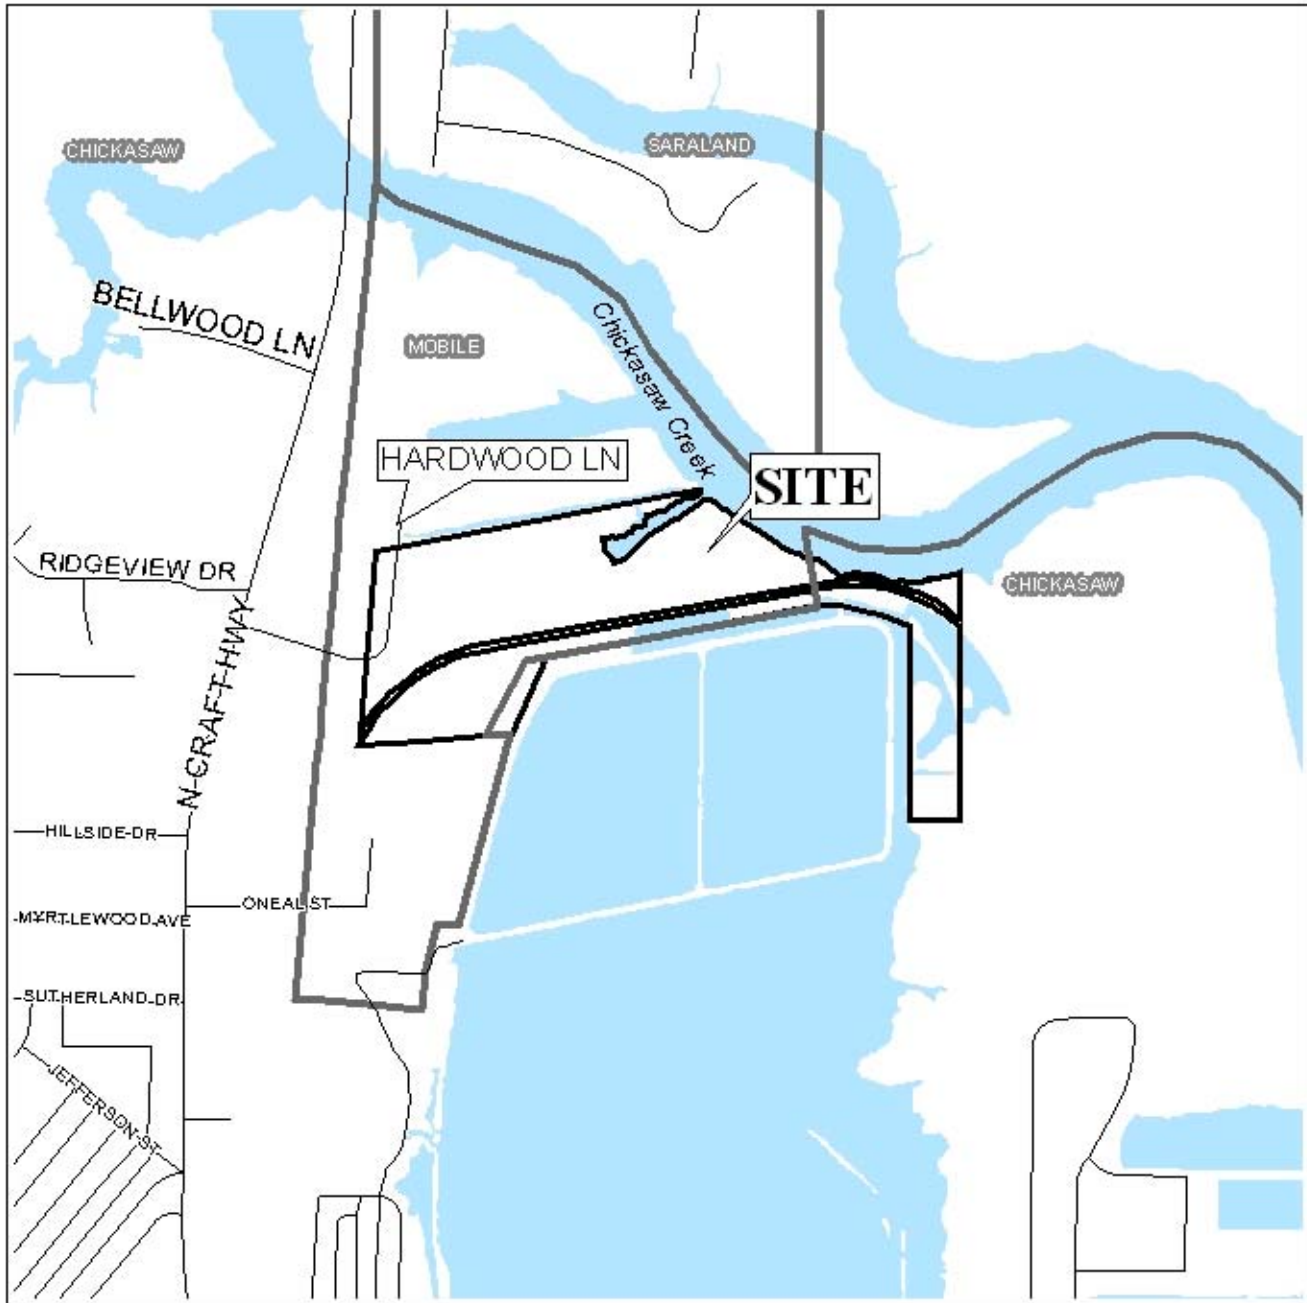 CHICKASAW
SARALAND
BELLWOOD LN
MOBILE
Chickasaw Creek
HARDWOOD LN
SITE
RIDGEVIEW DR
CHICKASAW
N CRAFT HWY
HILLSIDE DR
ONEAL ST
MYRTLEWOOD AVE
SUTHERLAND DR
JEFFERSON ST